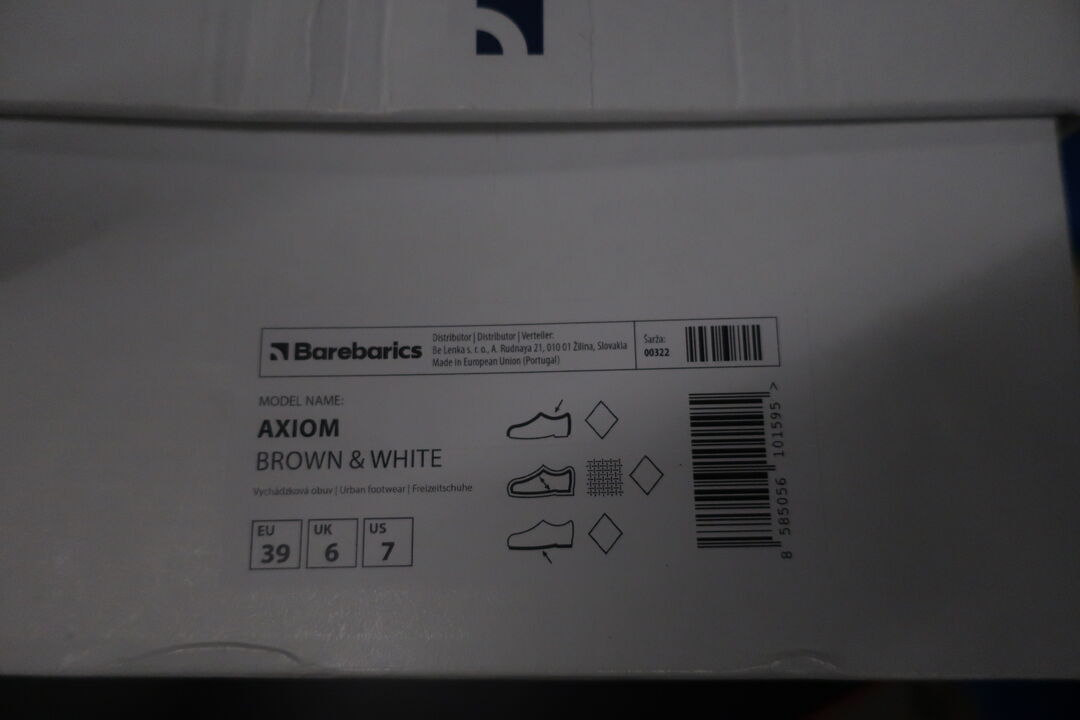 Barebarics
Distribútor | Distributor | Verteiler:
Be Lenka s. r. o., A. Rudnaya 21, 010 01 Žilina, Slovakia
Made in European Union (Portugal)
Šarža:
00322
MODEL NAME:
AXIOM
BROWN & WHITE
Vychádzková obuv | Urban footwear | Freizeitschuhe
EU
39
UK
6
US
7
8 585056 101595 >